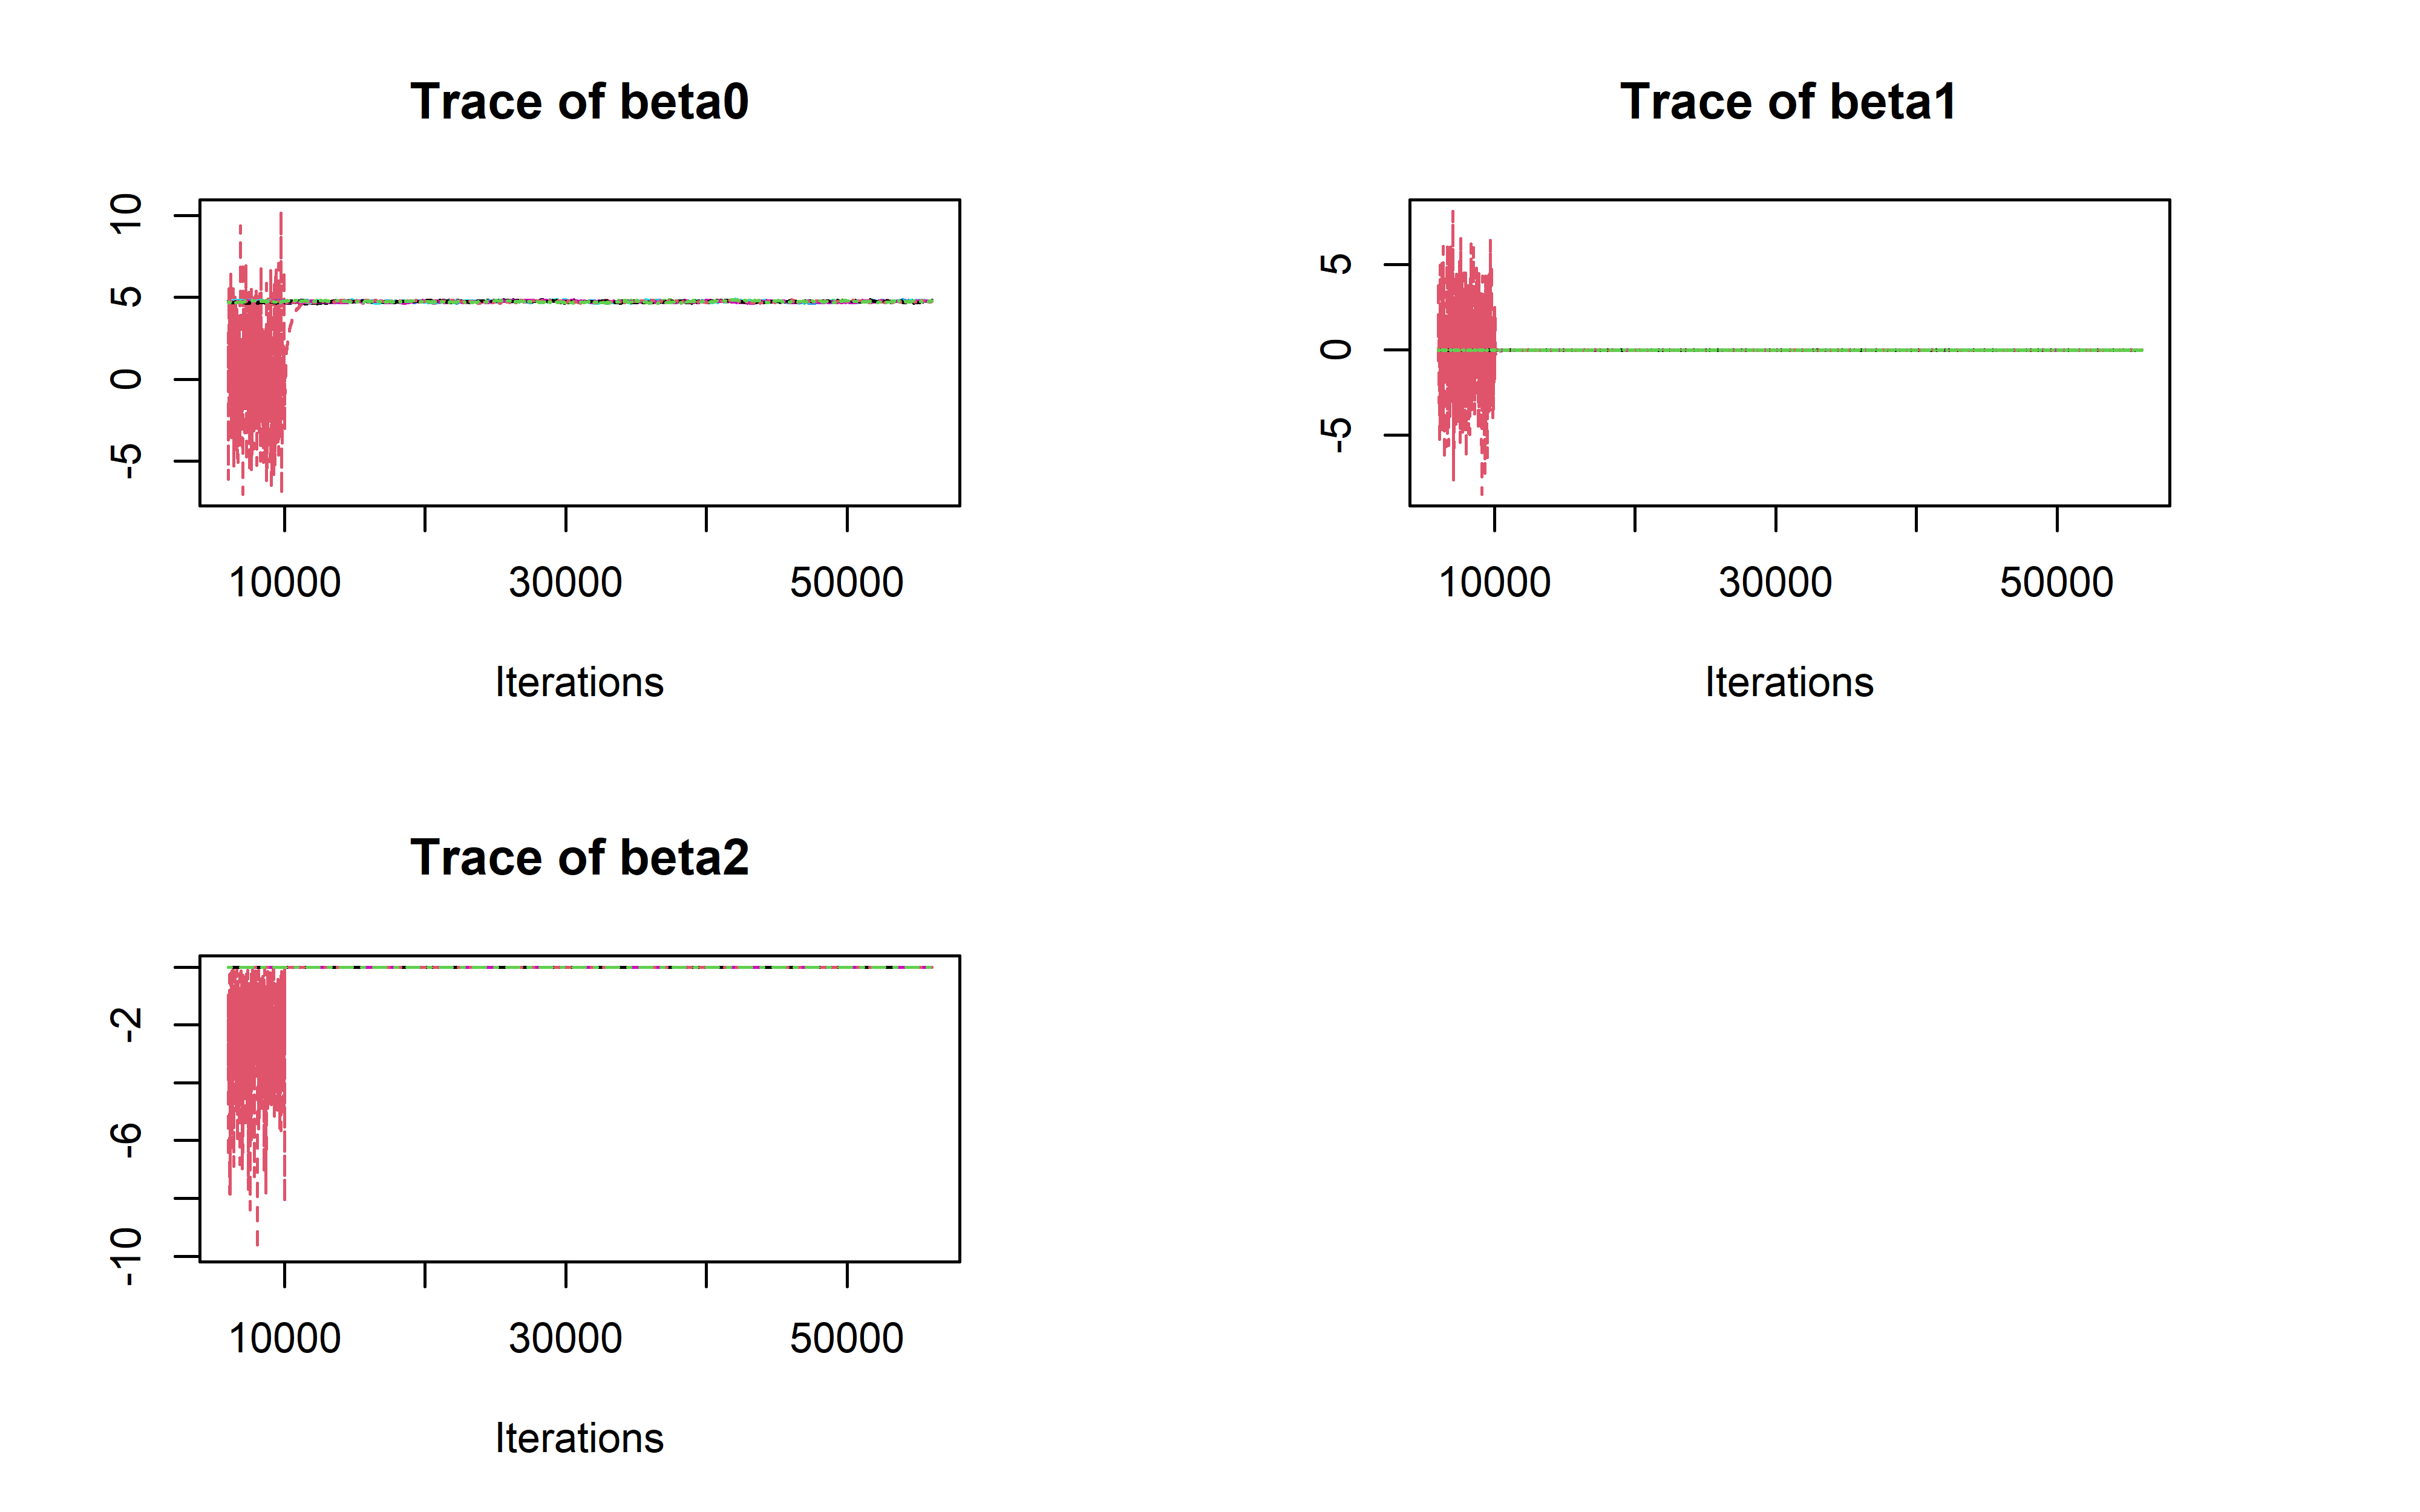 Trace of beta0
10
5
0
-5
10000 30000 50000
Iterations
Trace of beta1
5
0
-5
10000 30000 50000
Iterations
Trace of beta2
-2
-6
-10
10000 30000 50000
Iterations